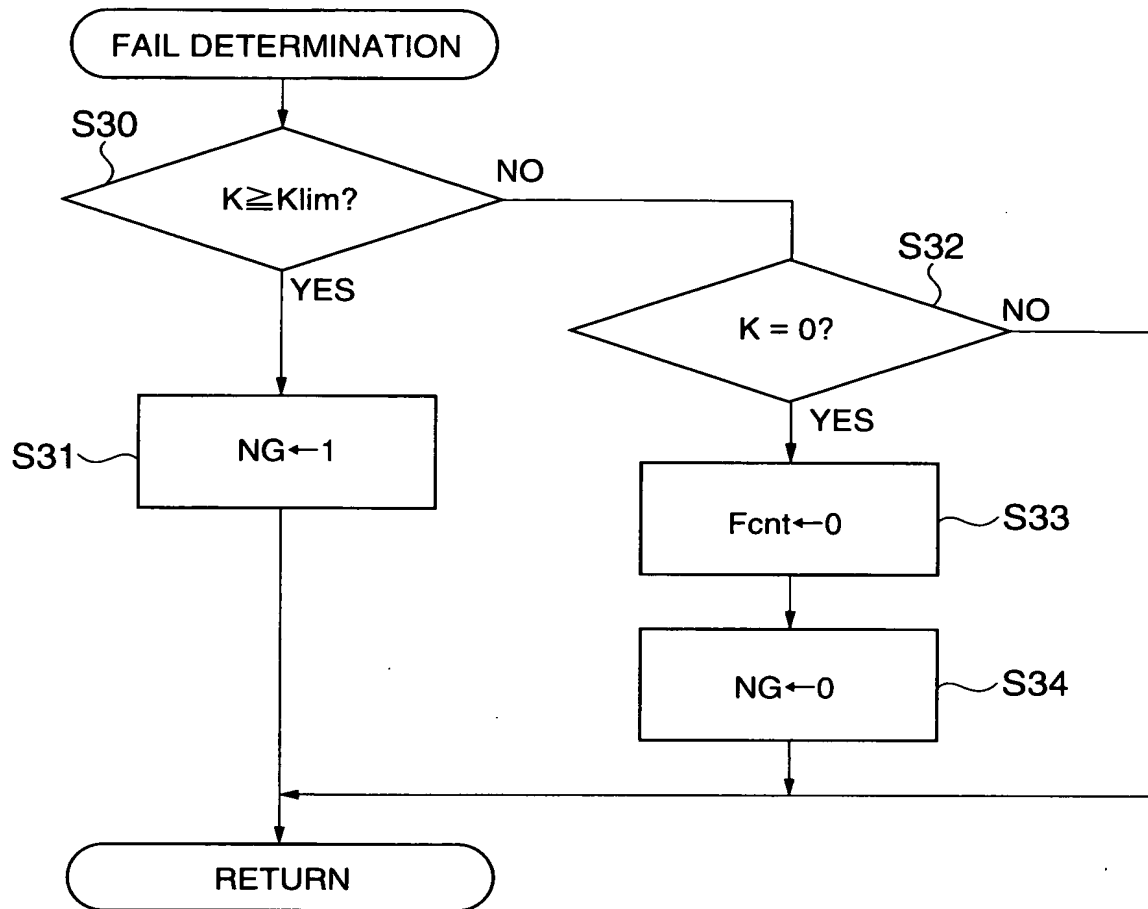 FAIL DETERMINATION
S30
K≧Klim?
NO
YES
S32
K = 0?
NO
YES
S31
NG←1
Fcnt←0
S33
NG←0
S34
RETURN